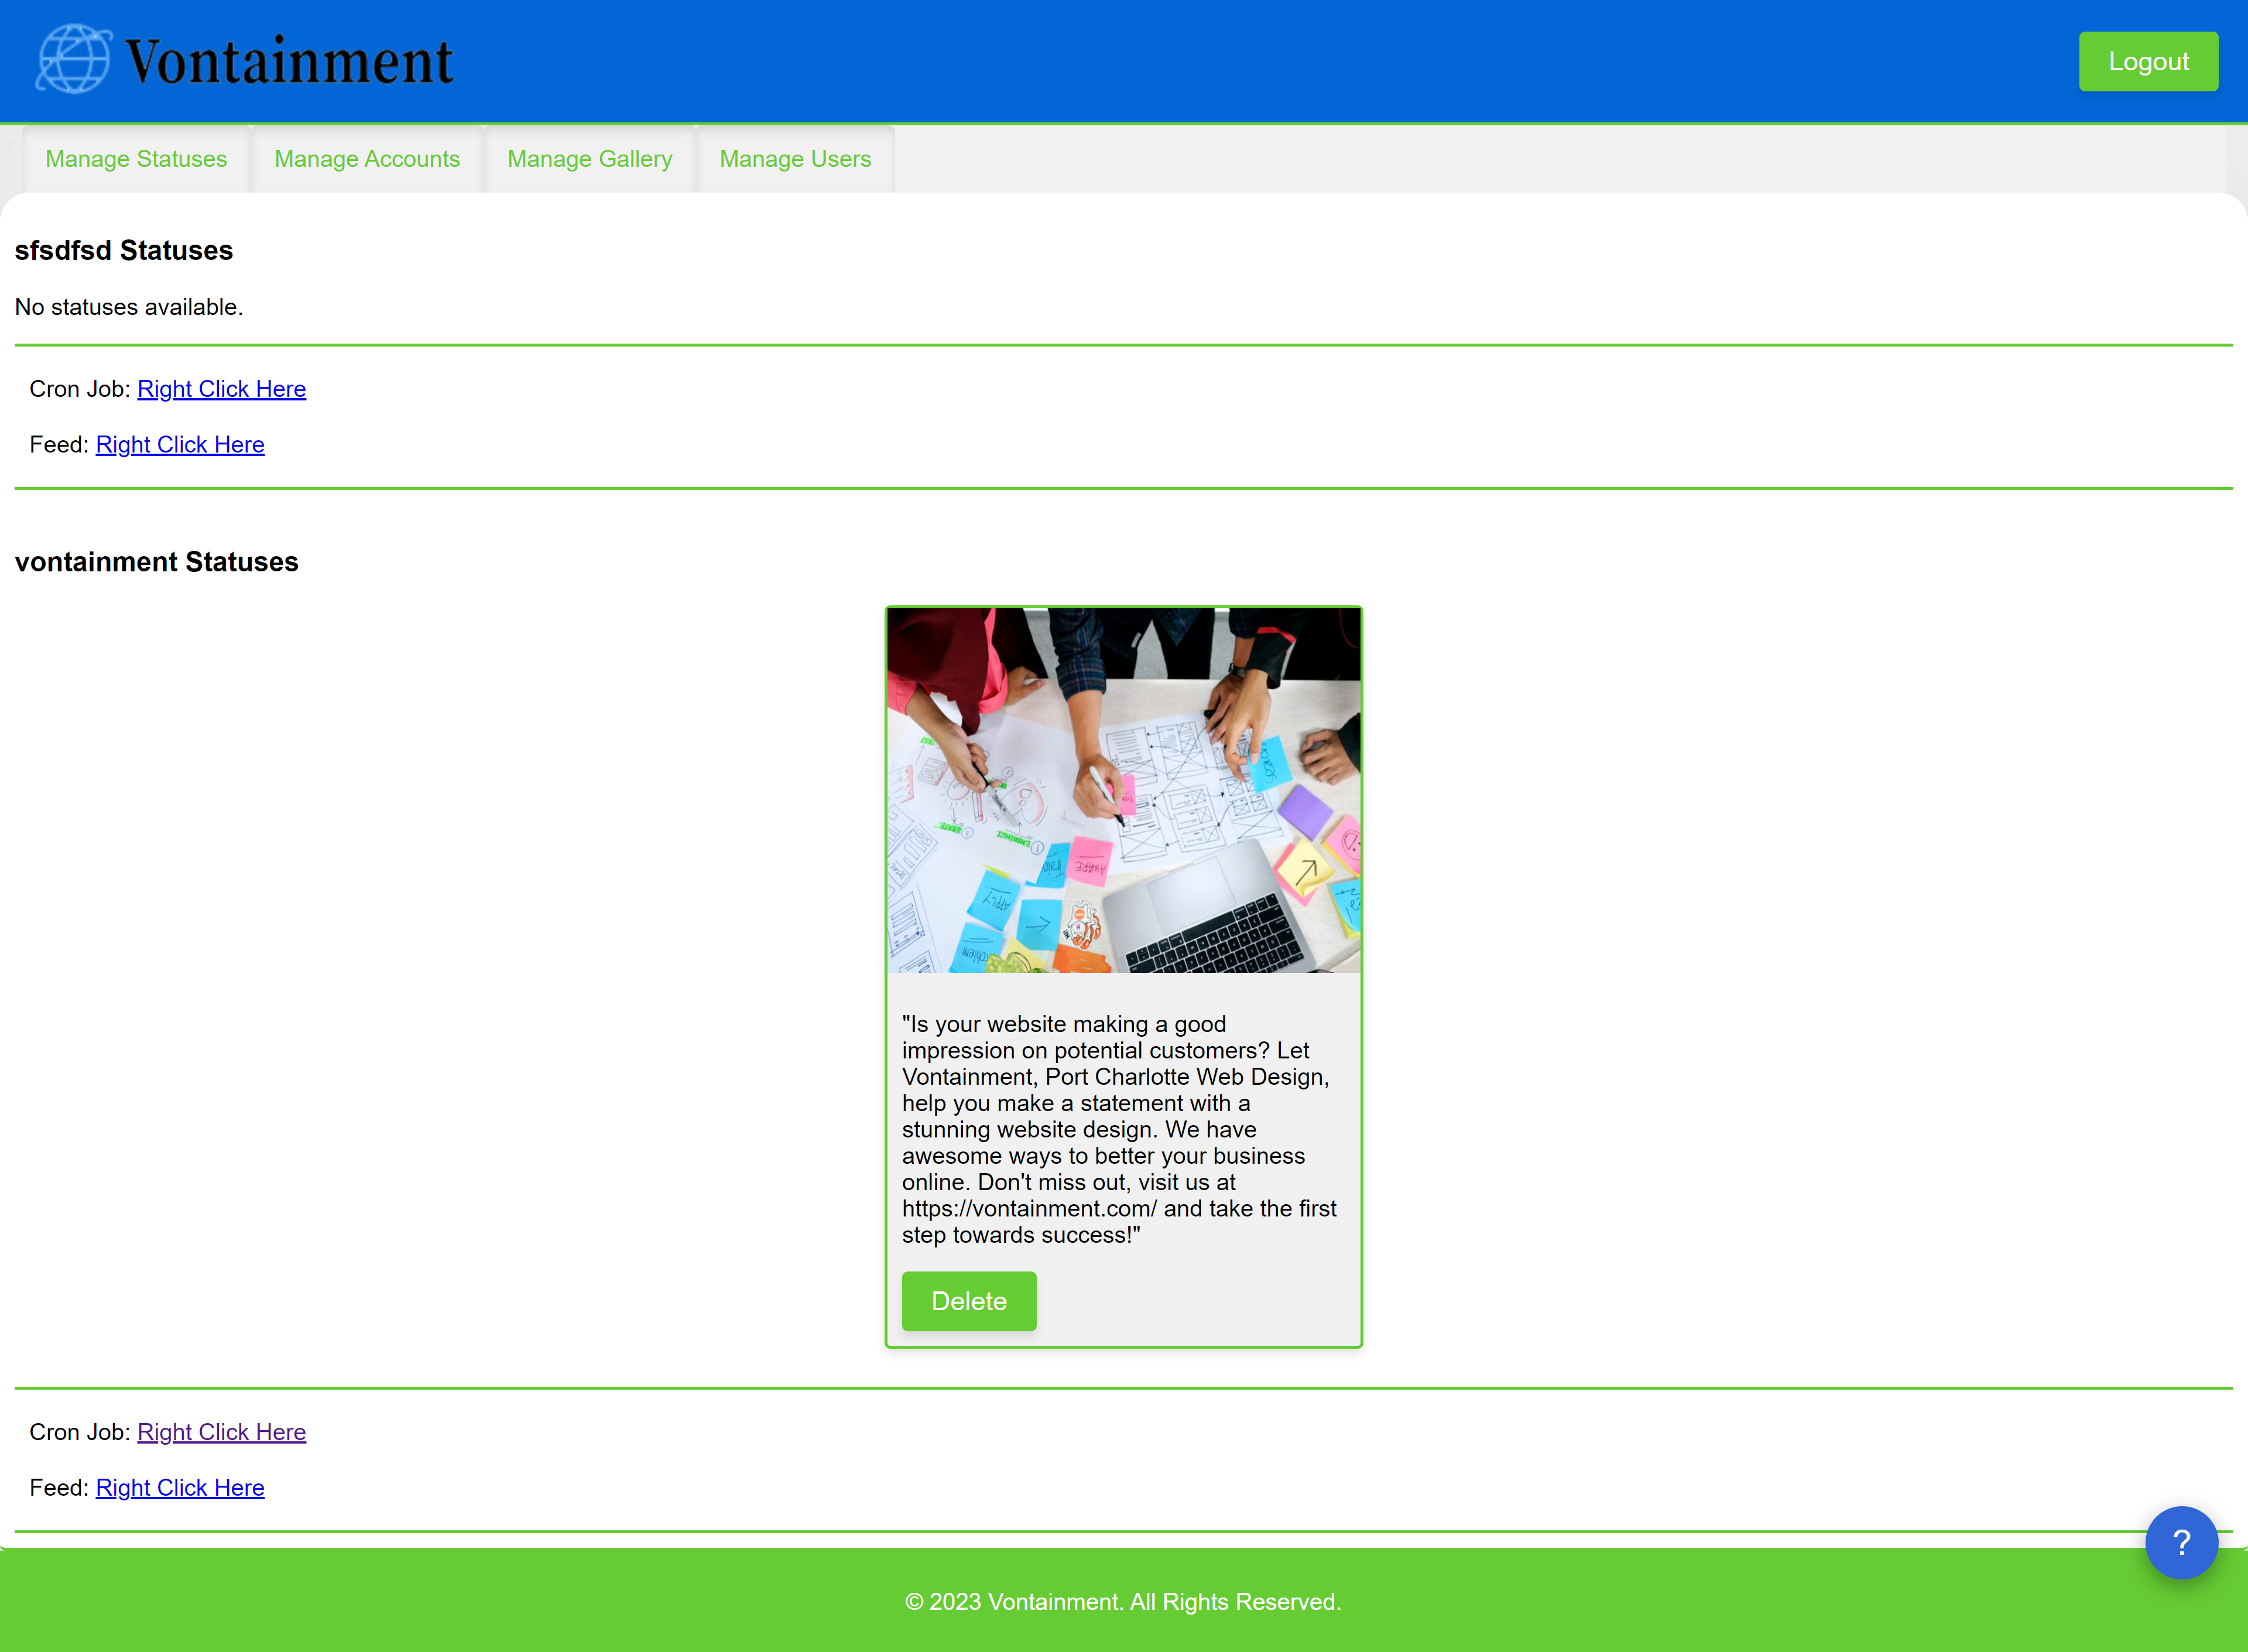 Vontainment
Logout
Manage Statuses
Manage Accounts
Manage Gallery
Manage Users
sfsdfsd Statuses
No statuses available.
Cron Job: Right Click Here
Feed: Right Click Here
vontainment Statuses
APPLY
"Is your website making a good
impression on potential customers? Let
Vontainment, Port Charlotte Web Design,
help you make a statement with a
stunning website design. We have
awesome ways to better your business
online. Don't miss out, visit us at
https://vontainment.com/ and take the first
step towards success!"
Delete
Cron Job: Right Click Here
Feed: Right Click Here
?
© 2023 Vontainment. All Rights Reserved.